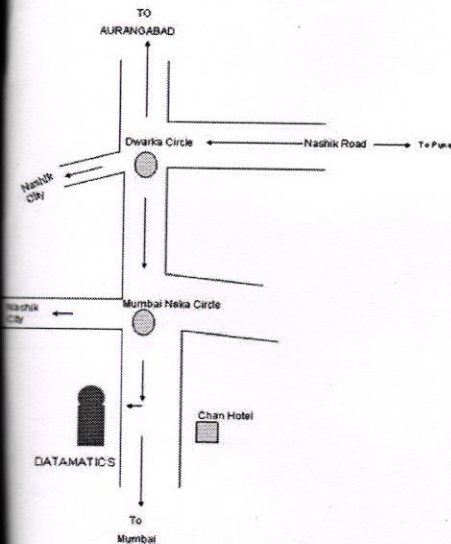 TO
AURANGABAD
Dwarka Circle
Nashik Road
To Pune
Nashik
City
Mumbai Naka Circle
Nashik
City
Chan Hotel
DATAMATICS
To
Mumbai